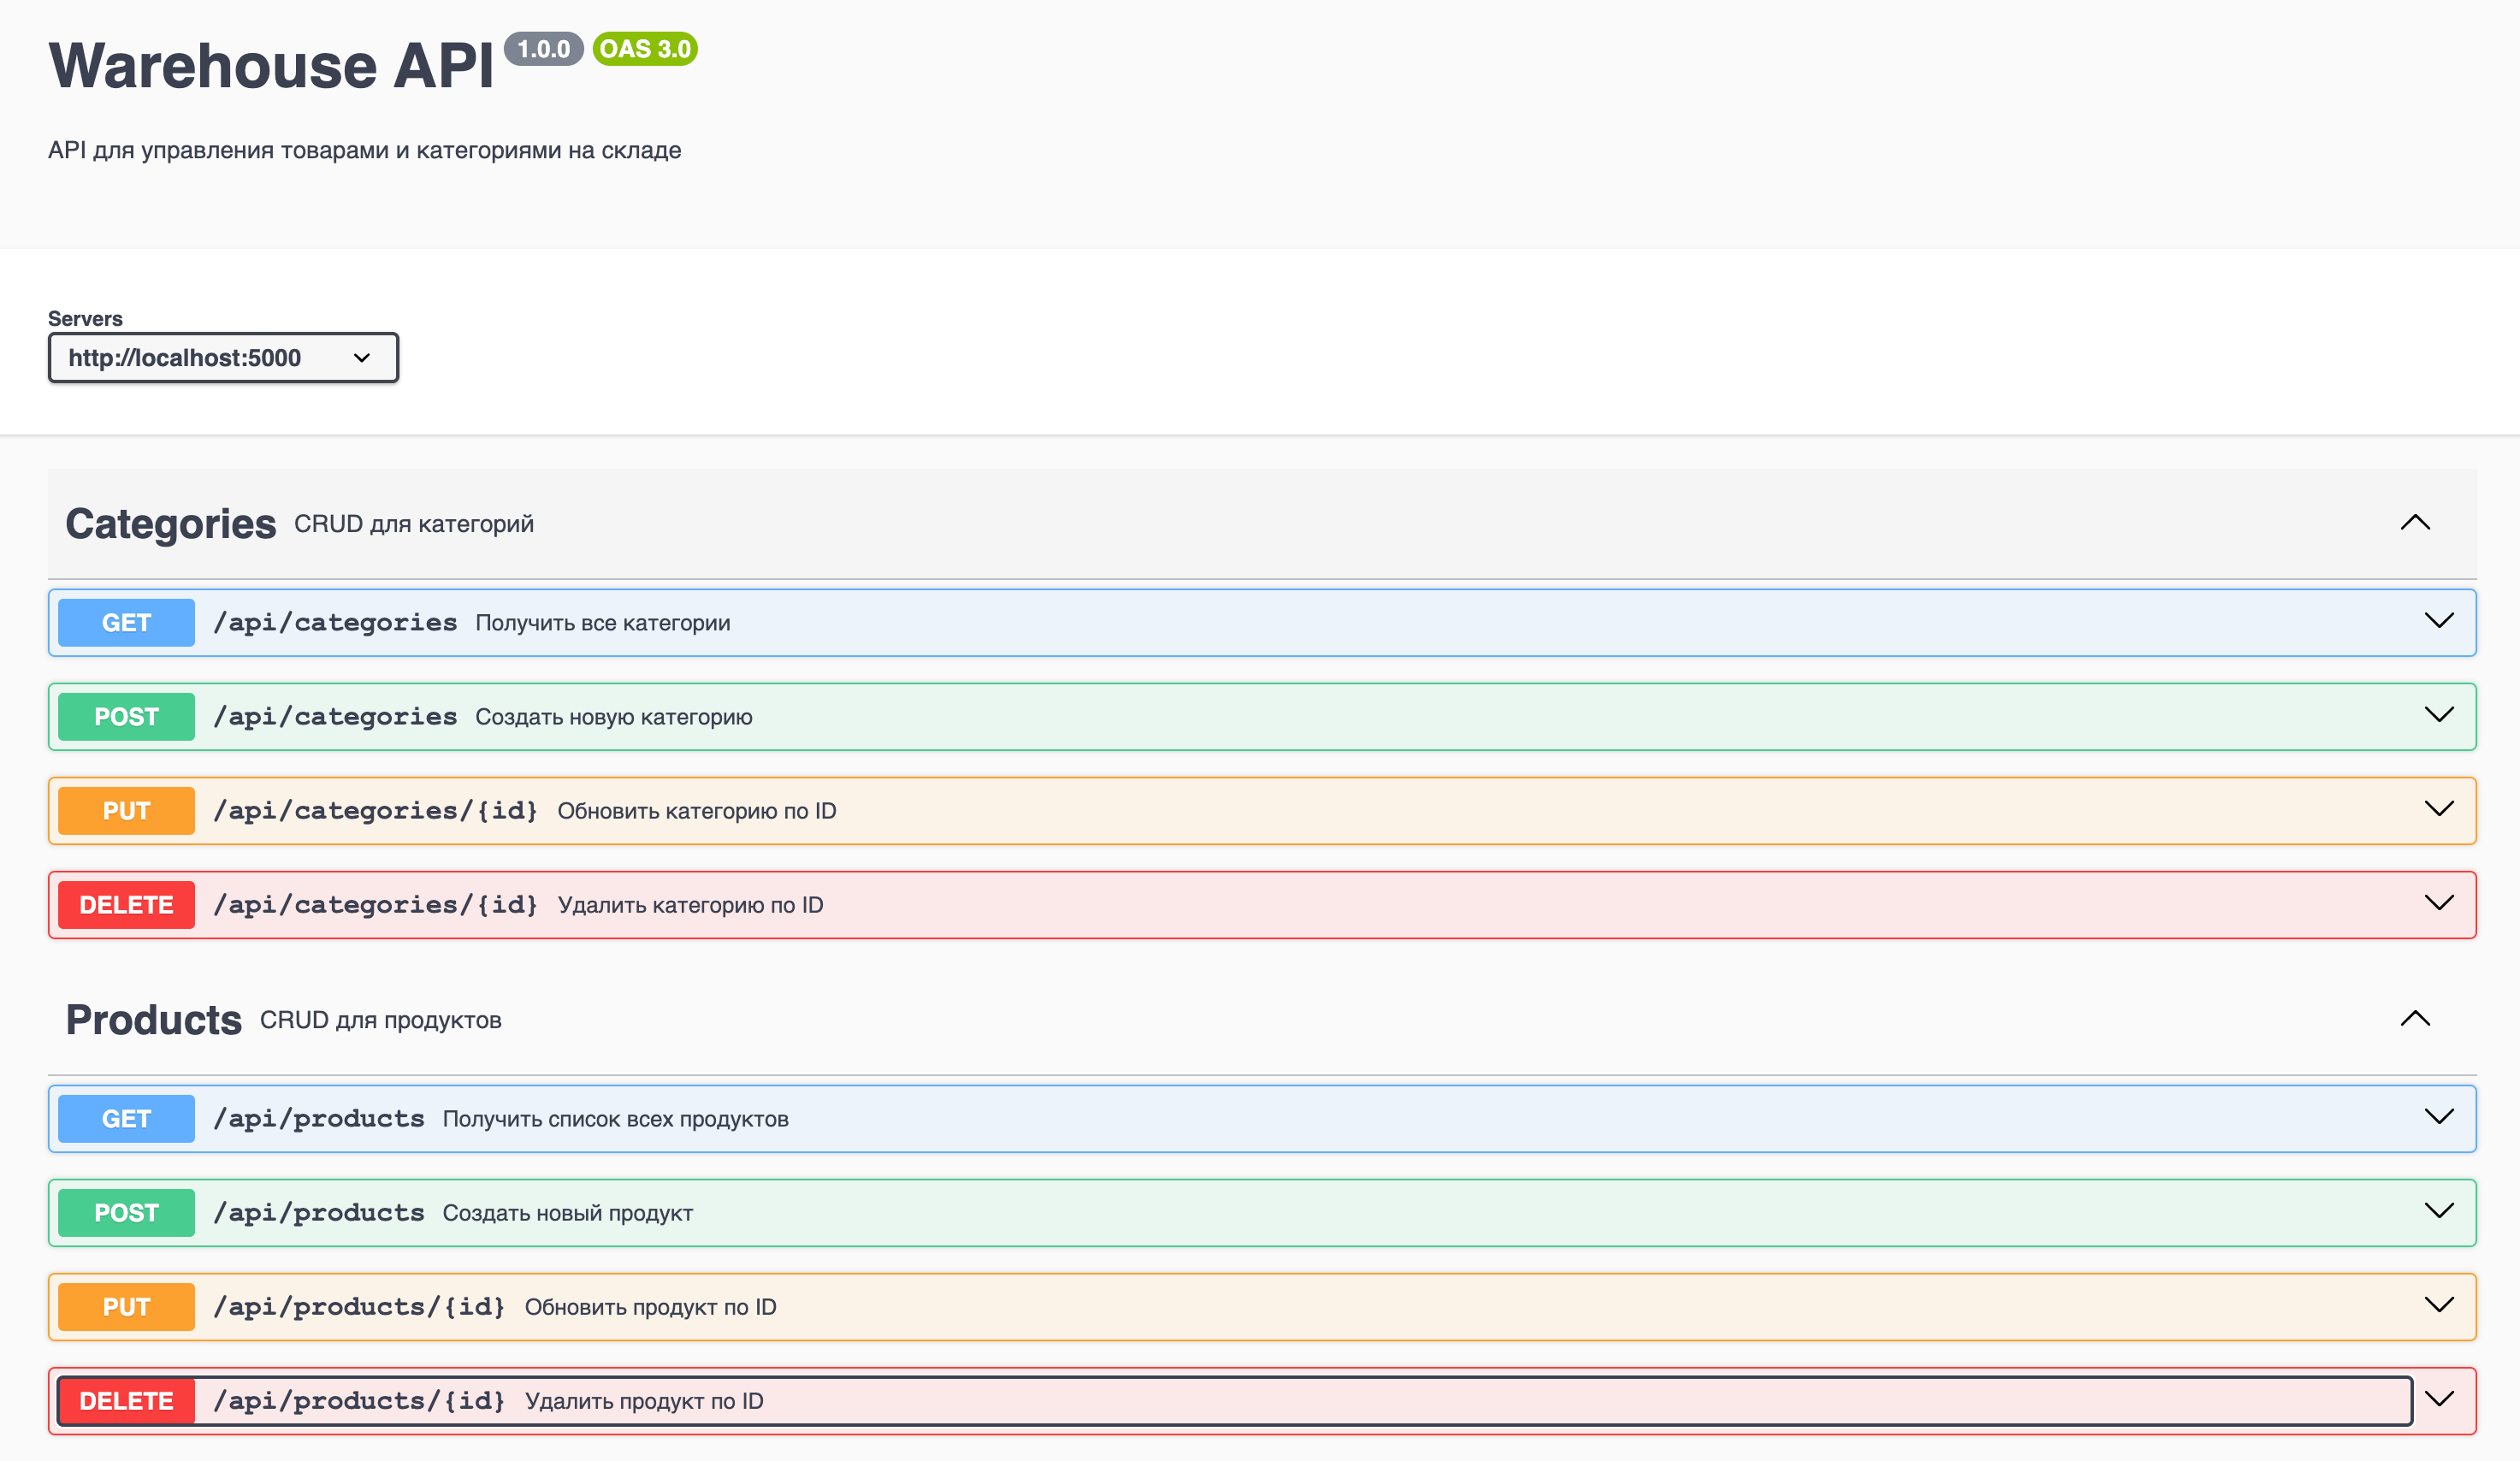 Warehouse API 1.0.0 OAS 3.0
API для управления товарами и категориями на складе
Servers
http://localhost:5000
Categories CRUD для категорий
GET /api/categories Получить все категории
POST /api/categories Создать новую категорию
PUT /api/categories/{id} Обновить категорию по ID
DELETE /api/categories/{id} Удалить категорию по ID
Products CRUD для продуктов
GET /api/products Получить список всех продуктов
POST /api/products Создать новый продукт
PUT /api/products/{id} Обновить продукт по ID
DELETE /api/products/{id} Удалить продукт по ID